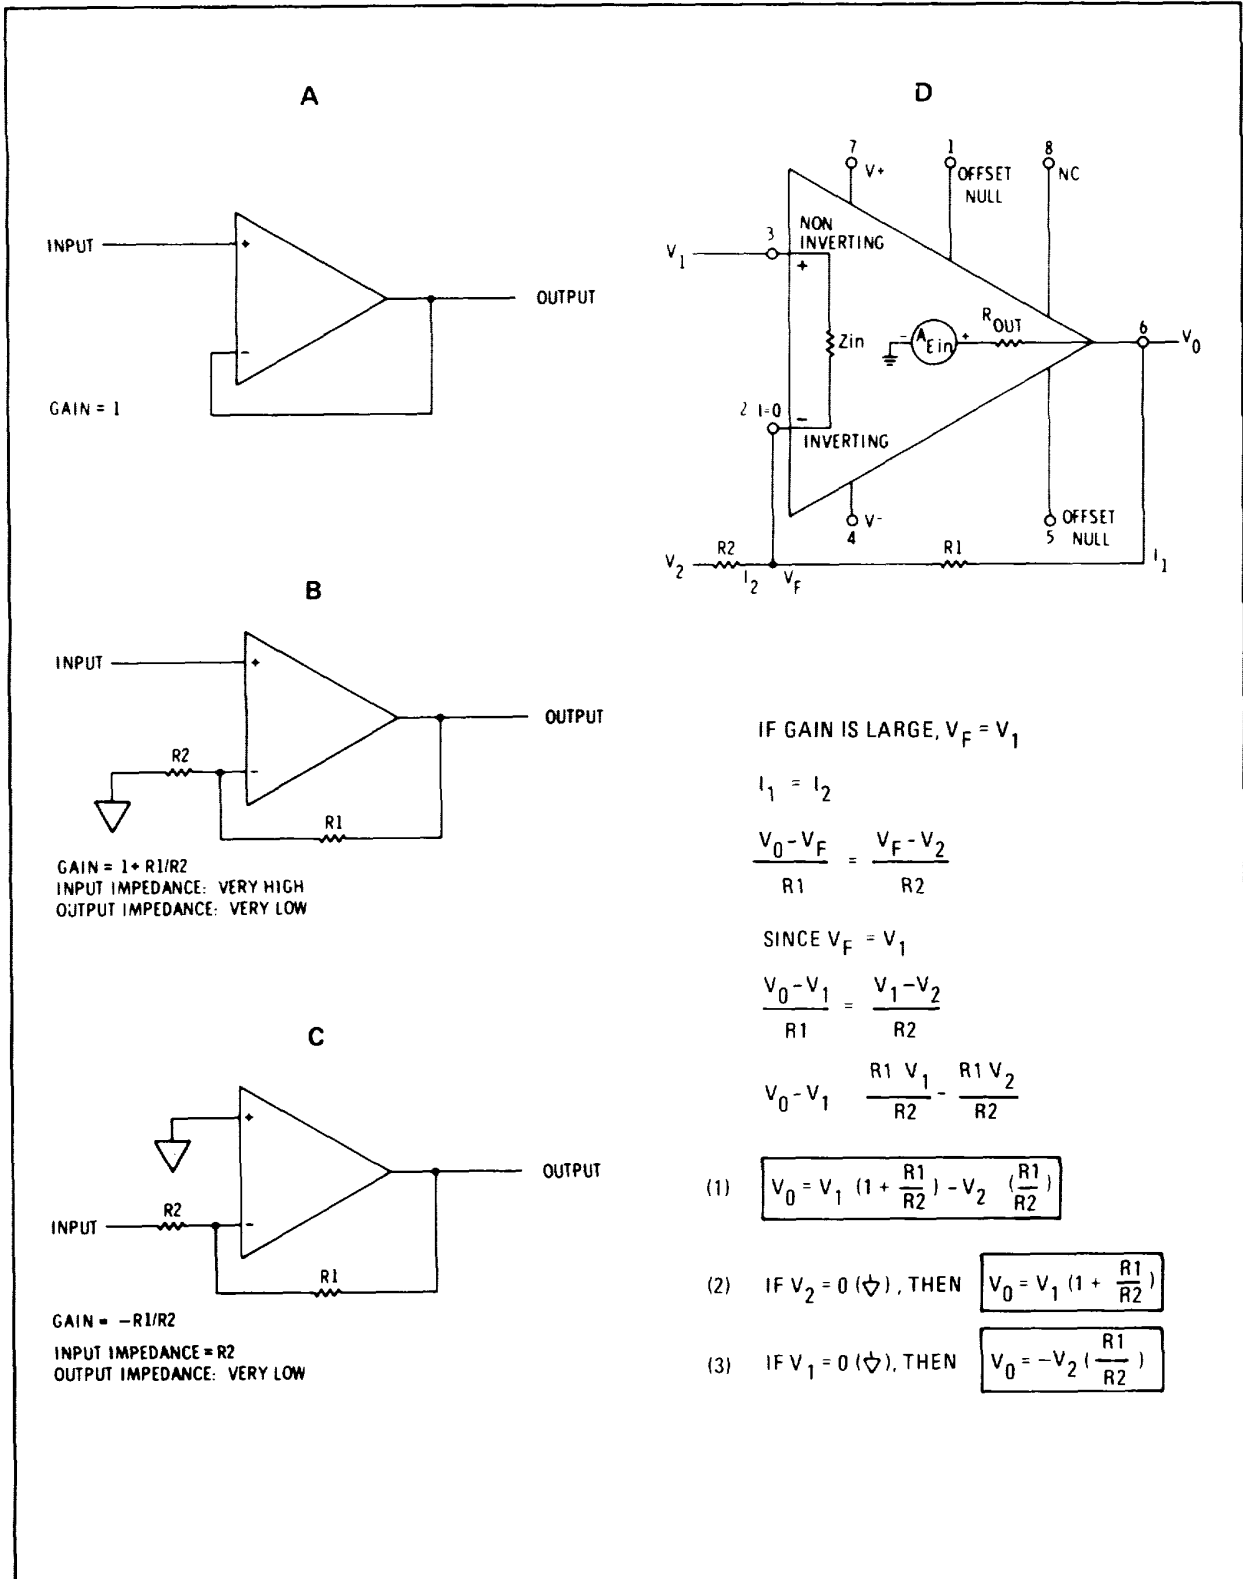 A
INPUT
+
-
OUTPUT
GAIN = 1
B
INPUT
+
OUTPUT
R2
-
R1
GAIN = 1+ R1/R2
INPUT IMPEDANCE: VERY HIGH
OUTPUT IMPEDANCE: VERY LOW
C
+
OUTPUT
INPUT
R2
-
R1
GAIN = -R1/R2
INPUT IMPEDANCE = R2
OUTPUT IMPEDANCE: VERY LOW
D
7 V+
1 OFFSET NULL
8 NC
V1
3
NON INVERTING
+
Zin
- AEin +
ROUT
6
V0
2 I=0
-
INVERTING
4 V-
5 OFFSET NULL
V2
R2
I2
VF
R1
I1
IF GAIN IS LARGE, VF = V1
I1 = I2
V0-VF / R1 = VF-V2 / R2
SINCE VF = V1
V0-V1 / R1 = V1-V2 / R2
V0-V1 R1 V1 / R2 - R1 V2 / R2
(1) V0 = V1 (1 + R1/R2) - V2 (R1/R2)
(2) IF V2 = 0 (▽), THEN V0 = V1 (1 + R1/R2)
(3) IF V1 = 0 (▽), THEN V0 = -V2 (R1/R2)